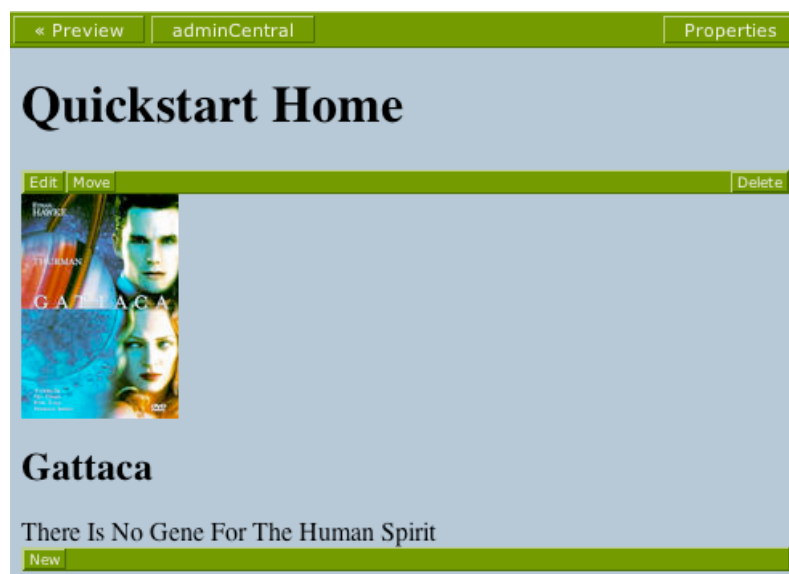 « Preview adminCentral Properties
Quickstart Home
Edit Move Delete
HAWKE
THURMAN
GATTACA
DVD
Gattaca
There Is No Gene For The Human Spirit
New